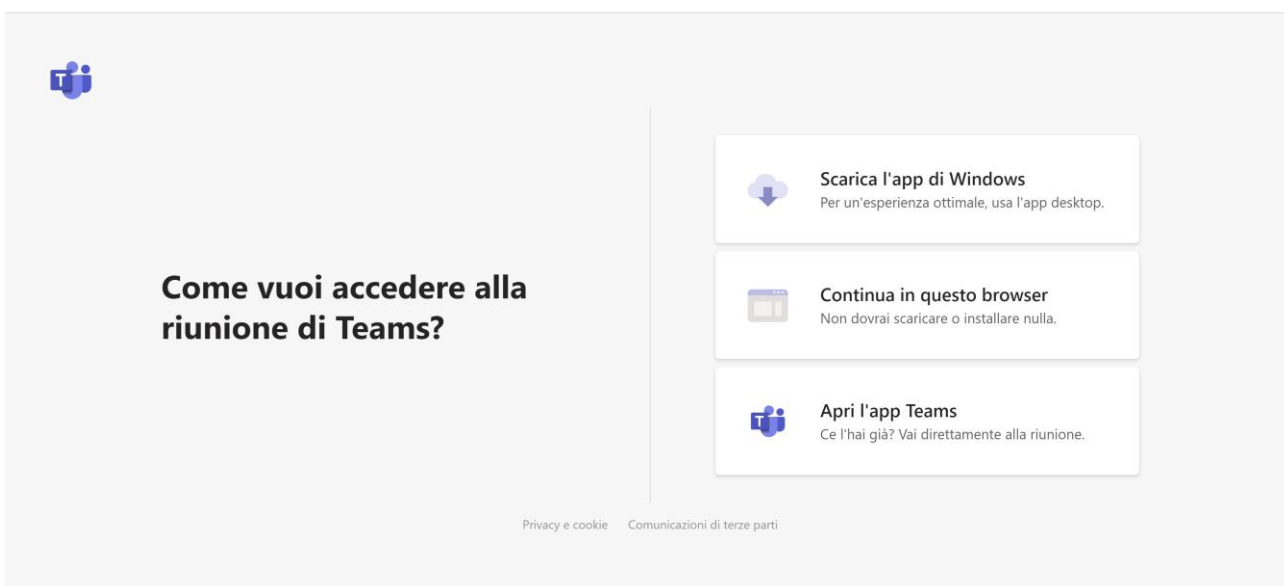 Come vuoi accedere alla
riunione di Teams?
Scarica l'app di Windows
Per un'esperienza ottimale, usa l'app desktop.
Continua in questo browser
Non dovrai scaricare o installare nulla.
T
Apri l'app Teams
Ce l'hai già? Vai direttamente alla riunione.
Privacy e cookie Comunicazioni di terze parti